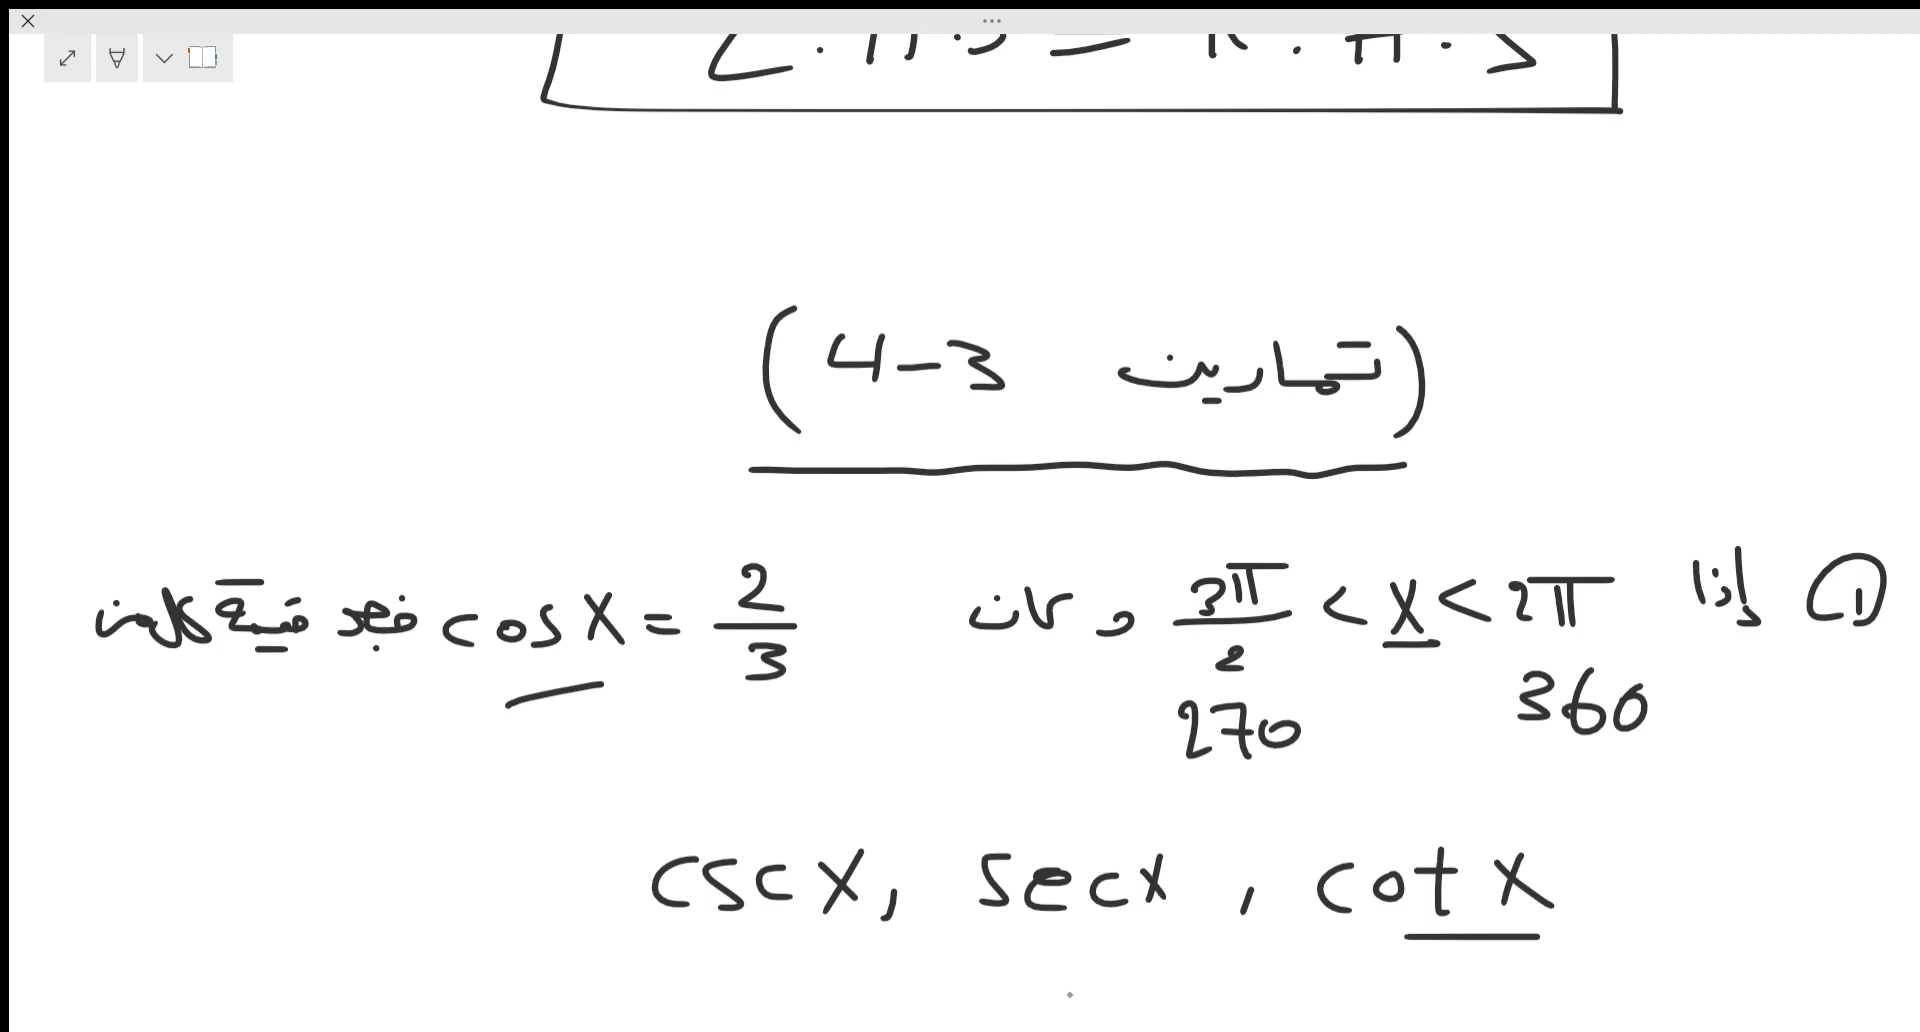 L.H.S = R.H.S
(تمارين 3-4)
① إذا 3π/2 < x < 2π وكان cos x = 2/3 فجد قيمة كل من
270 360
csc x, sec x, cot x